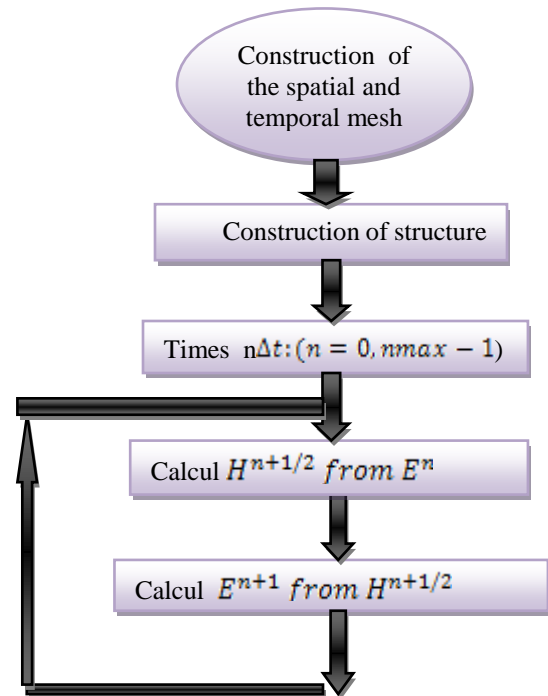 Construction of
the spatial and
temporal mesh
Construction of structure
Times nΔt:(n = 0, nmax − 1)
Calcul H^{n+1/2} from E^n
Calcul E^{n+1} from H^{n+1/2}